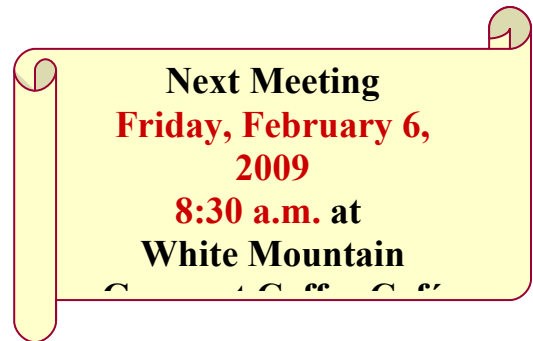 Next Meeting
Friday, February 6,
2009
8:30 a.m. at
White Mountain